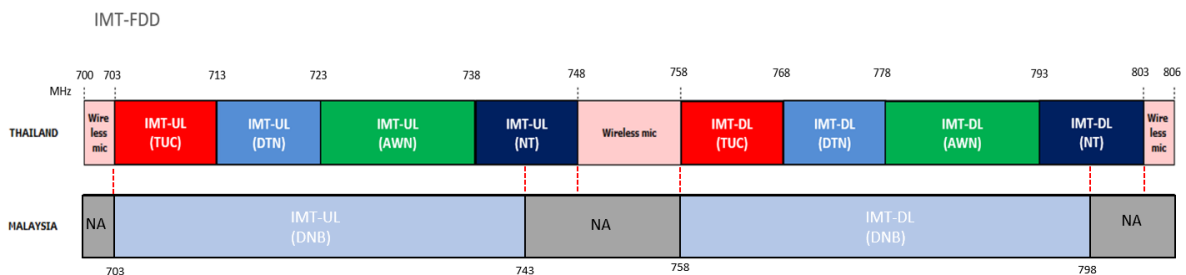 IMT-FDD
700 703 713 723 738 748 758 768 778 793 803 806
MHz
THAILAND
Wire
less
mic
IMT-UL
(TUC)
IMT-UL
(DTN)
IMT-UL
(AWN)
IMT-UL
(NT)
Wireless mic
IMT-DL
(TUC)
IMT-DL
(DTN)
IMT-DL
(AWN)
IMT-DL
(NT)
Wire
less
mic
MALAYSIA
NA
IMT-UL
(DNB)
NA
IMT-DL
(DNB)
NA
703 743 758 798